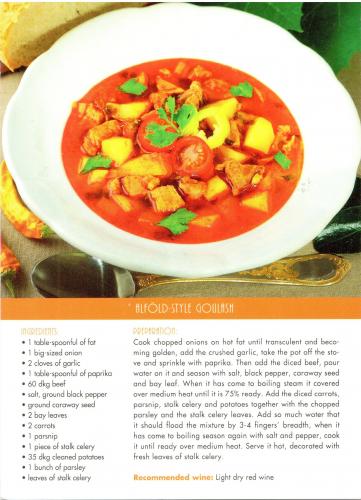 * ALFÖLD-STYLE GOULASH
INGREDIENTS:
• 1 table-spoonful of fat
• 1 big-sized onion
• 2 cloves of garlic
• 1 table-spoonful of paprika
• 60 dkg beef
• salt, ground black pepper
• ground caraway seed
• 2 bay leaves
• 2 carrots
• 1 parsnip
• 1 piece of stalk celery
• 35 dkg cleaned potatoes
• 1 bunch of parsley
• leaves of stalk celery
PREPARATION:
Cook chopped onions on hot fat until transculent and beco-
ming golden, add the crushed garlic, take the pot off the sto-
ve and sprinkle with paprika. Then add the diced beef, pour
water on it and season with salt, black pepper, caraway seed
and bay leaf. When it has come to boiling steam it covered
over medium heat until it is 75% ready. Add the diced carrots,
parsnip, stalk celery and potatoes together with the chopped
parsley and the stalk celery leaves. Add so much water that
it should flood the mixture by 3-4 fingers' breadth, when it
has come to boiling season again with salt and pepper, cook
it until ready over medium heat. Serve it hot, decorated with
fresh leaves of stalk celery.
Recommended wine: Light dry red wine